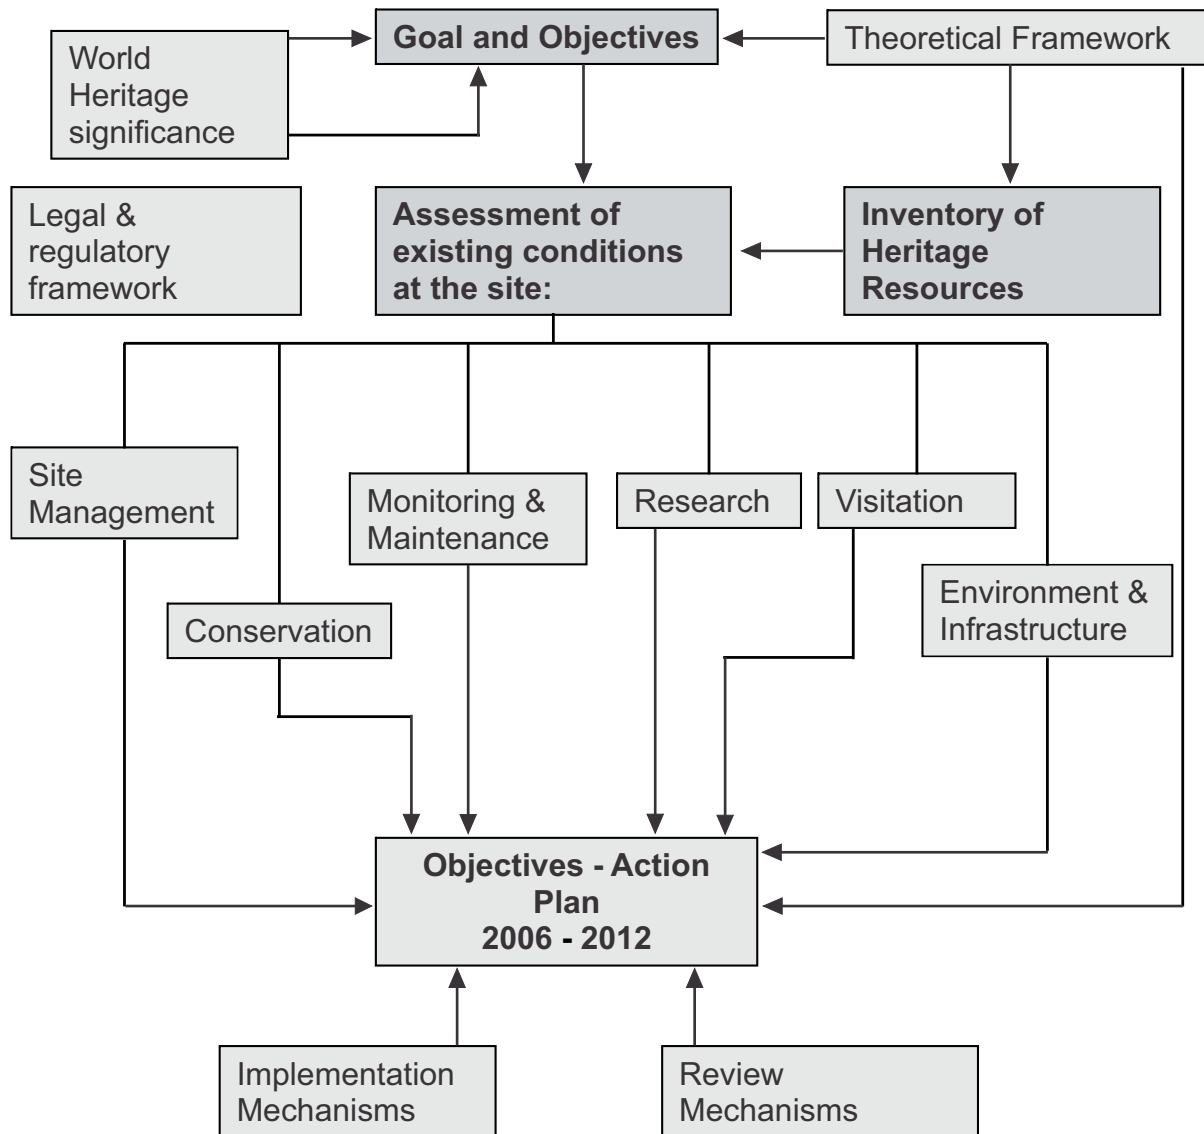 World
Heritage
significance
Goal and Objectives
Theoretical Framework
Legal &
regulatory
framework
Assessment of
existing conditions
at the site:
Inventory of
Heritage
Resources
Site
Management
Monitoring &
Maintenance
Research
Visitation
Conservation
Environment &
Infrastructure
Objectives - Action
Plan
2006 - 2012
Implementation
Mechanisms
Review
Mechanisms